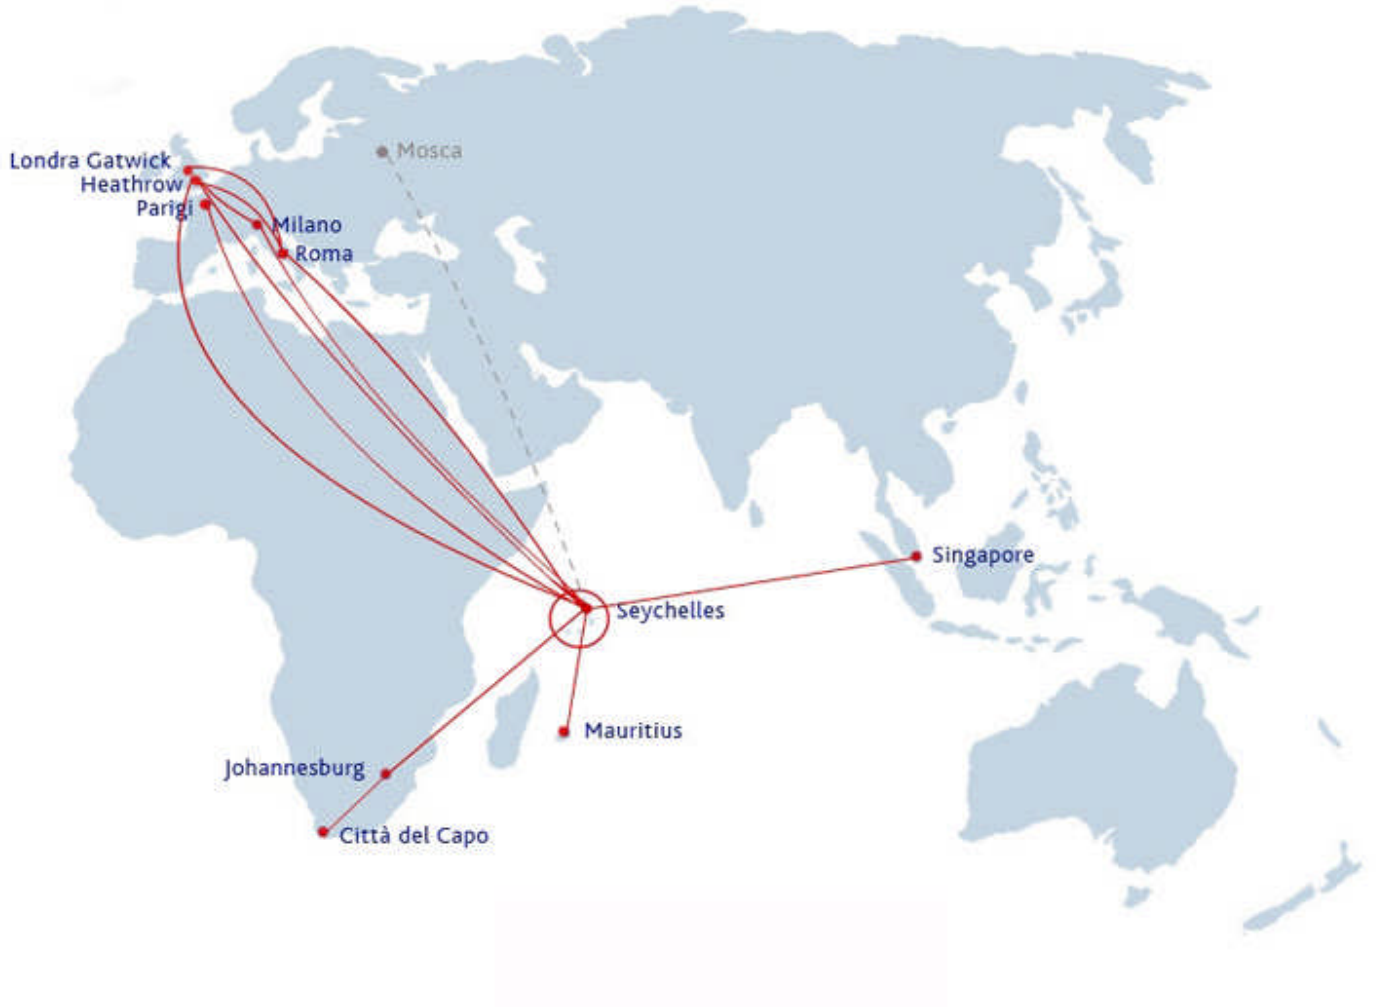 Mosca
Londra Gatwick
Heathrow
Parigi
Milano
Roma
Singapore
Seychelles
Mauritius
Johannesburg
Città del Capo